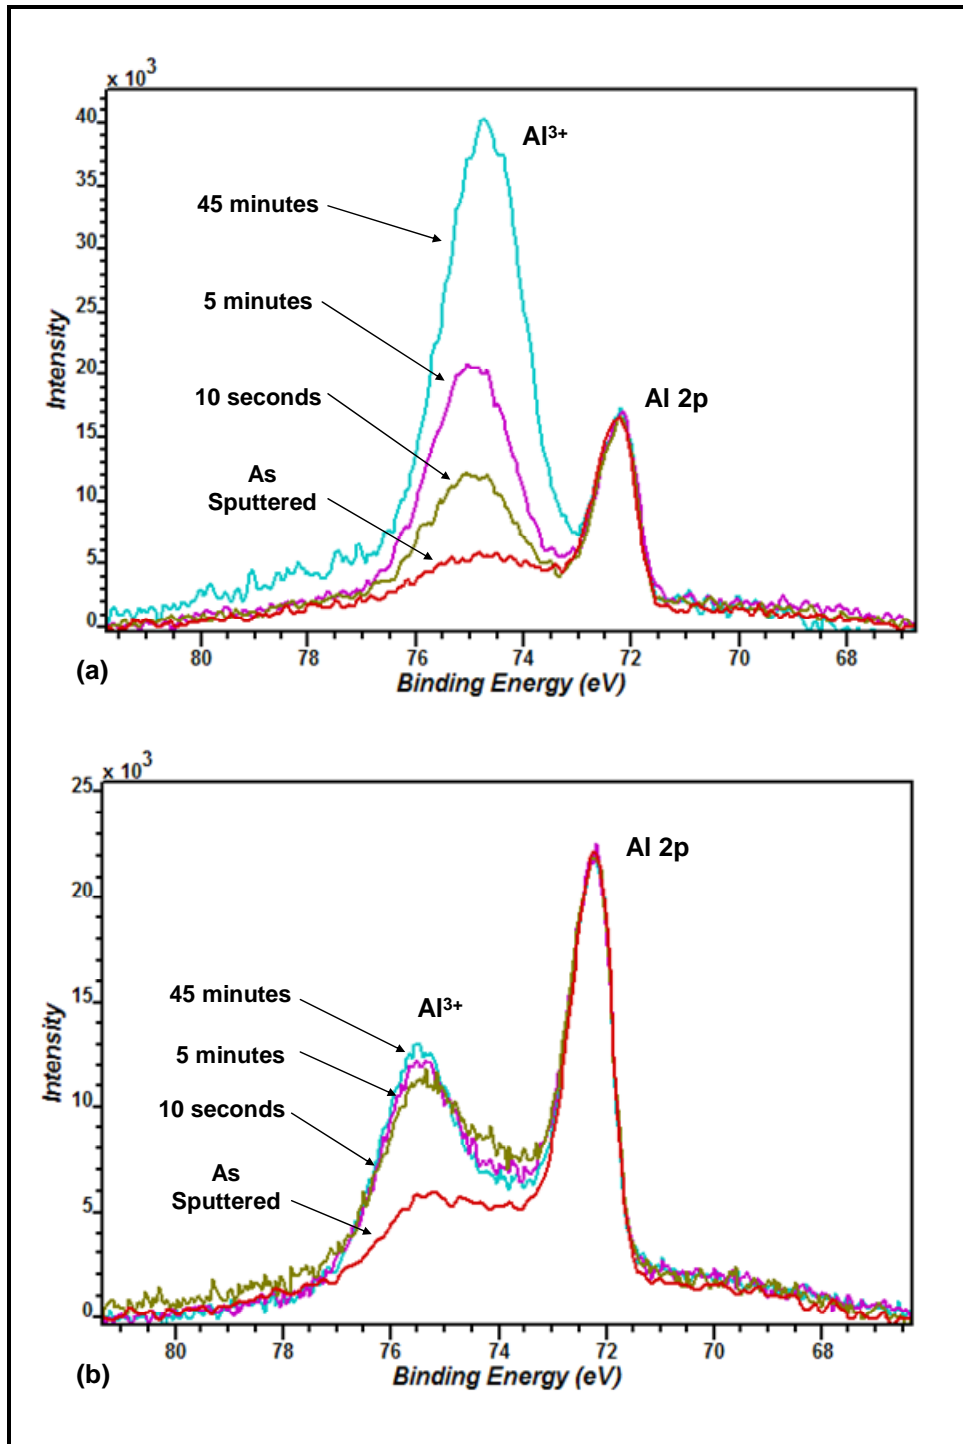 x 10³
40
35
30
25
20
15
10
5
0
Intensity
Al³⁺
45 minutes
5 minutes
10 seconds
Al 2p
As
Sputtered
80 78 76 74 72 70 68
Binding Energy (eV)
(a)
x 10³
25
20
15
10
5
0
Intensity
Al 2p
45 minutes
Al³⁺
5 minutes
10 seconds
As
Sputtered
80 78 76 74 72 70 68
Binding Energy (eV)
(b)